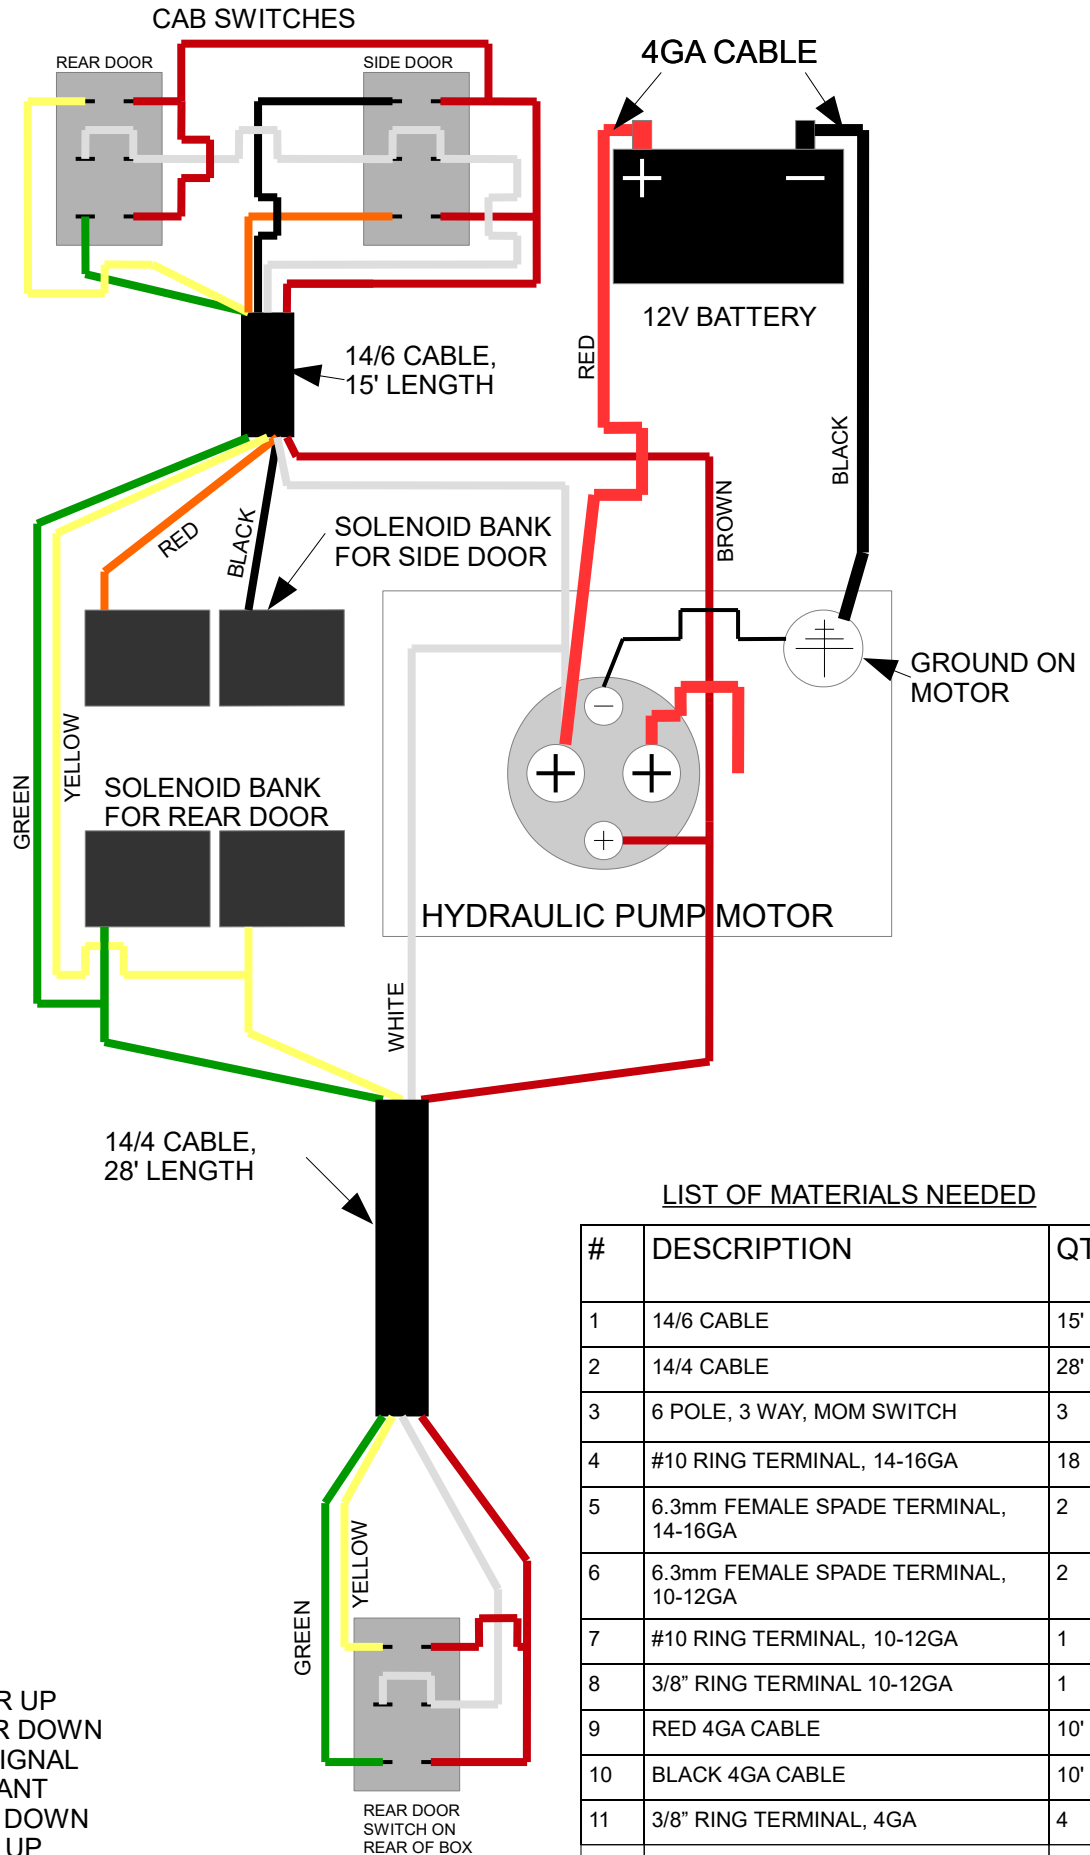 CAB SWITCHES
REAR DOOR
SIDE DOOR
4GA CABLE
12V BATTERY
RED
BLACK
14/6 CABLE,
15' LENGTH
RED
BLACK
SOLENOID BANK
FOR SIDE DOOR
BROWN
GROUND ON
MOTOR
GREEN
YELLOW
SOLENOID BANK
FOR REAR DOOR
HYDRAULIC PUMP MOTOR
WHITE
14/4 CABLE,
28' LENGTH
LIST OF MATERIALS NEEDED
# DESCRIPTION QT
1 14/6 CABLE 15'
2 14/4 CABLE 28'
3 6 POLE, 3 WAY, MOM SWITCH 3
4 #10 RING TERMINAL, 14-16GA 18
5 6.3mm FEMALE SPADE TERMINAL, 2
14-16GA
6 6.3mm FEMALE SPADE TERMINAL, 2
10-12GA
7 #10 RING TERMINAL, 10-12GA 1
8 3/8” RING TERMINAL 10-12GA 1
9 RED 4GA CABLE 10'
10 BLACK 4GA CABLE 10'
11 3/8” RING TERMINAL, 4GA 4
GREEN
YELLOW
REAR DOOR
SWITCH ON
REAR OF BOX
R UP
R DOWN
IGNAL
ANT
DOWN
UP